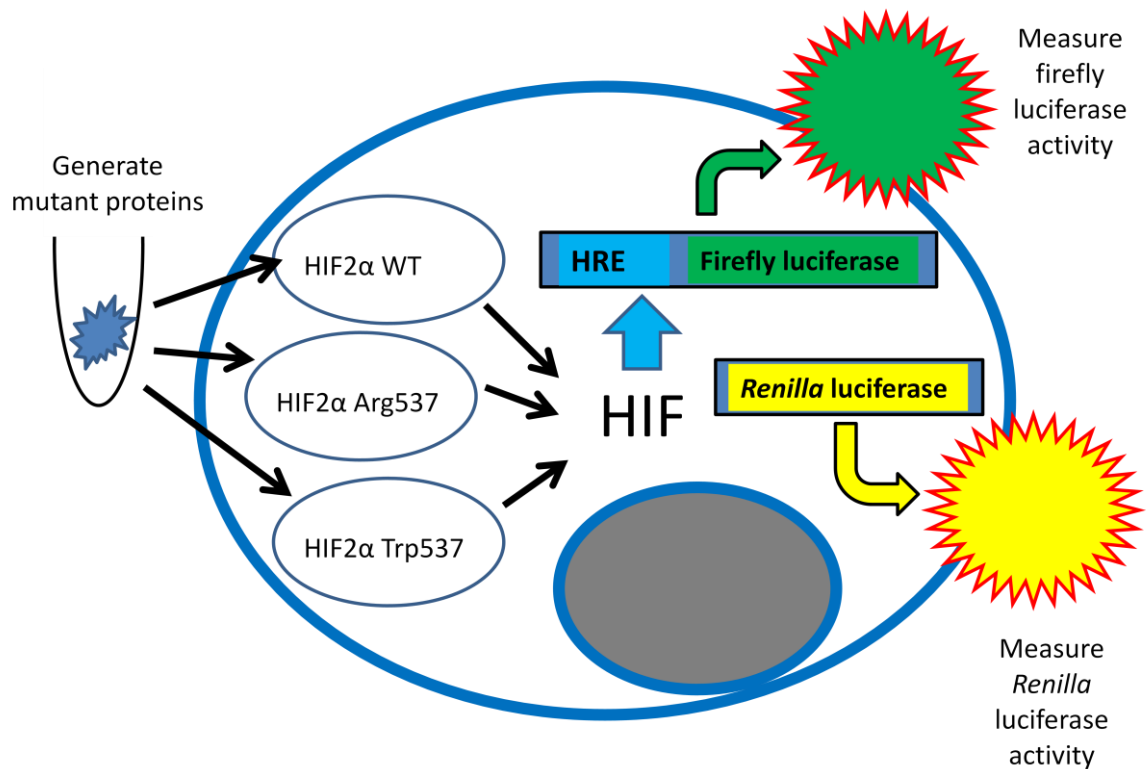 Generate
mutant proteins
HIF2α WT
HIF2α Arg537
HIF2α Trp537
HIF
HRE
Firefly luciferase
Renilla luciferase
Measure
firefly
luciferase
activity
Measure
Renilla
luciferase
activity